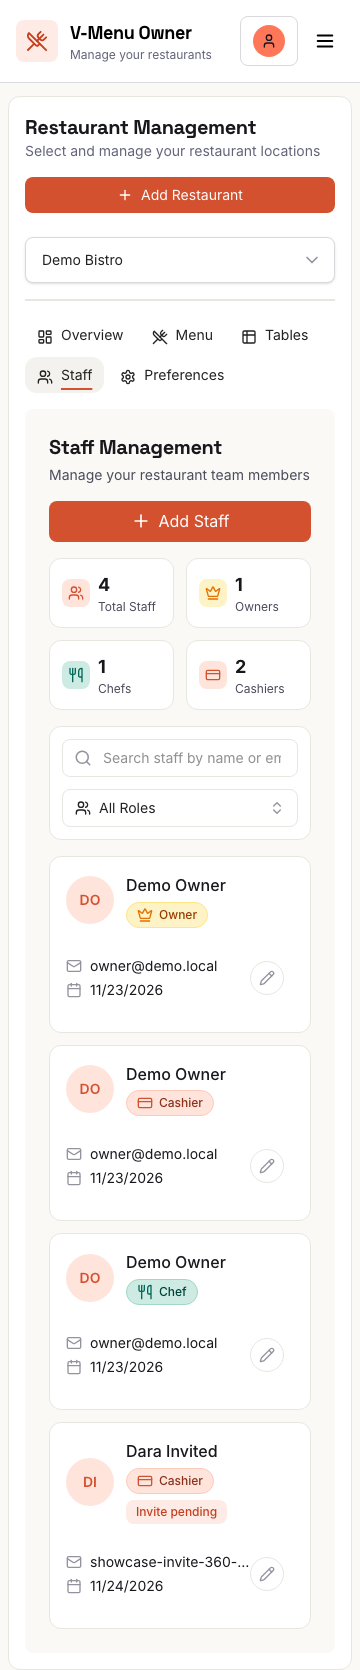 V-Menu Owner
Manage your restaurants
Restaurant Management
Select and manage your restaurant locations
Add Restaurant
Demo Bistro
Overview
Menu
Tables
Staff
Preferences
Staff Management
Manage your restaurant team members
Add Staff
4
Total Staff
1
Owners
1
Chefs
2
Cashiers
Search staff by name or em
All Roles
DO
Demo Owner
Owner
owner@demo.local
11/23/2026
DO
Demo Owner
Cashier
owner@demo.local
11/23/2026
DO
Demo Owner
Chef
owner@demo.local
11/23/2026
DI
Dara Invited
Cashier
Invite pending
showcase-invite-360-...
11/24/2026